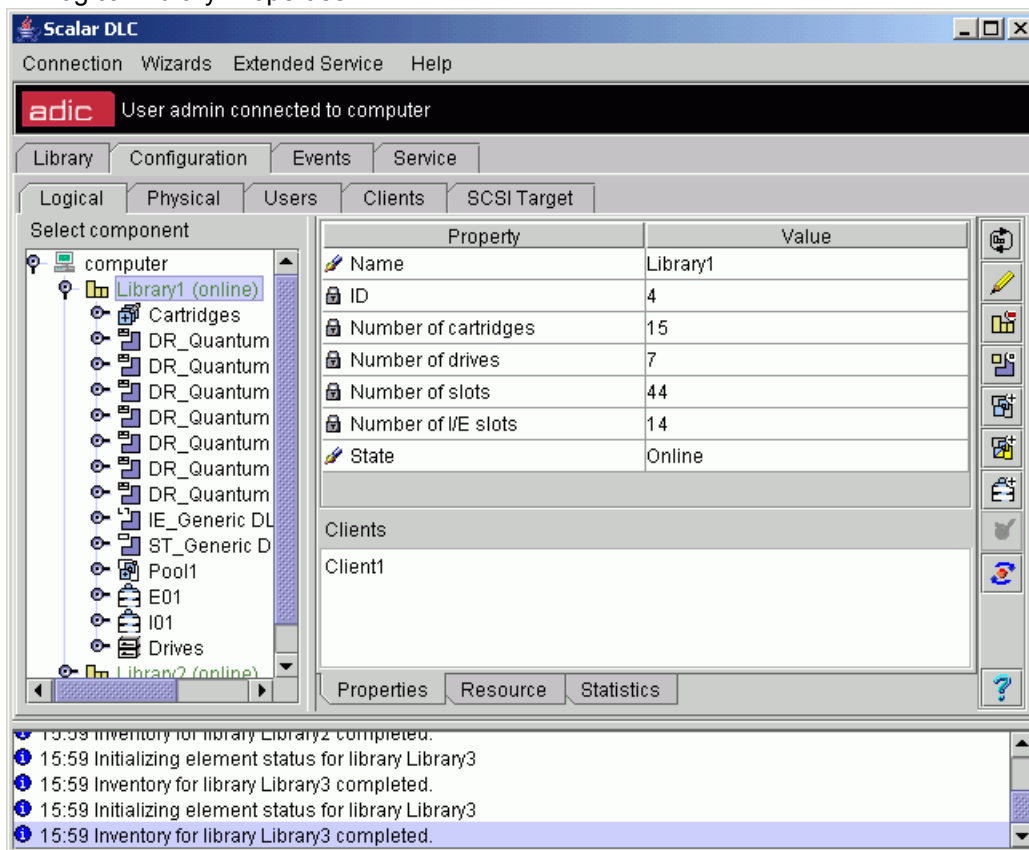 Scalar DLC
Connection Wizards Extended Service Help
adic User admin connected to computer
Library Configuration Events Service
Logical Physical Users Clients SCSI Target
Select component
computer
Library1 (online)
Cartridges
DR_Quantum
DR_Quantum
DR_Quantum
DR_Quantum
DR_Quantum
DR_Quantum
DR_Quantum
IE_Generic DL
ST_Generic D
Pool1
E01
I01
Drives
Library2 (online)
Property Value
Name Library1
ID 4
Number of cartridges 15
Number of drives 7
Number of slots 44
Number of I/E slots 14
State Online
Clients
Client1
Properties Resource Statistics
15:59 Inventory for library Library2 completed.
15:59 Initializing element status for library Library3
15:59 Inventory for library Library3 completed.
15:59 Initializing element status for library Library3
15:59 Inventory for library Library3 completed.